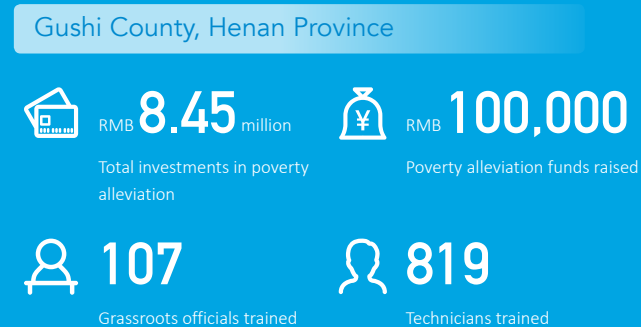 Gushi County, Henan Province
RMB 8.45 million
Total investments in poverty
alleviation
RMB 100,000
Poverty alleviation funds raised
107
Grassroots officials trained
819
Technicians trained